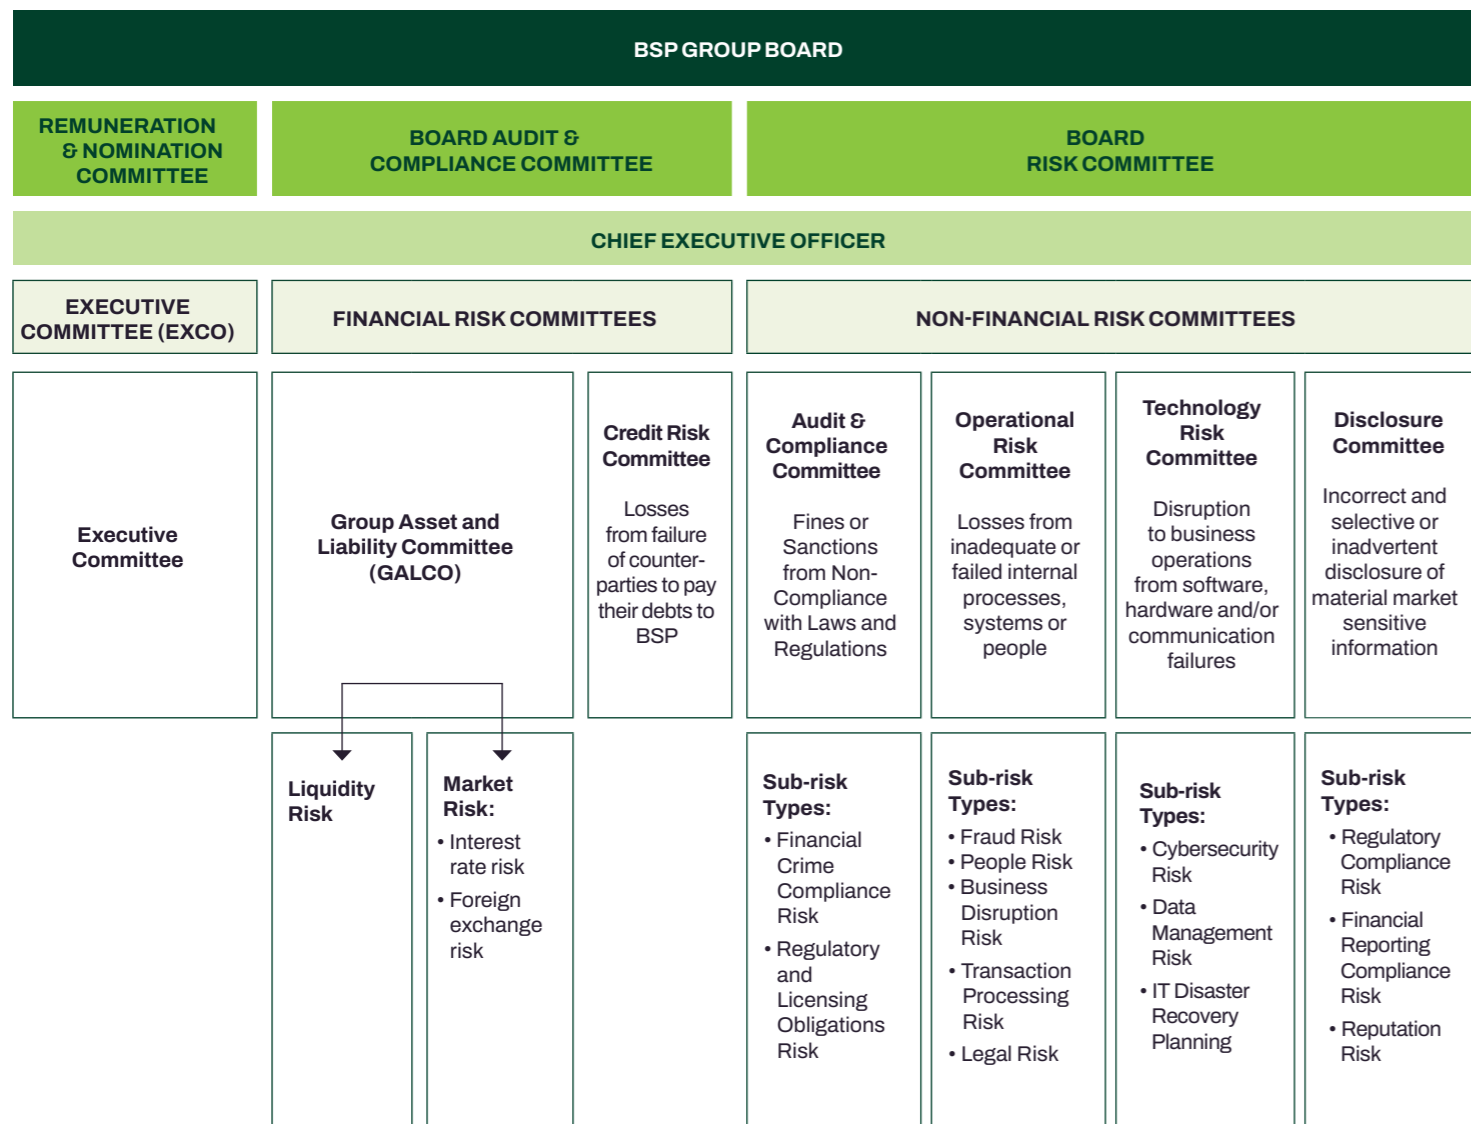 BSP GROUP BOARD
REMUNERATION
& NOMINATION
COMMITTEE
BOARD AUDIT &
COMPLIANCE COMMITTEE
BOARD
RISK COMMITTEE
CHIEF EXECUTIVE OFFICER
EXECUTIVE
COMMITTEE (EXCO)
FINANCIAL RISK COMMITTEES
NON-FINANCIAL RISK COMMITTEES
Executive
Committee
Group Asset and
Liability Committee
(GALCO)
Credit Risk
Committee
Losses
from failure
of counter-
parties to pay
their debts to
BSP
Audit &
Compliance
Committee
Fines or
Sanctions
from Non-
Compliance
with Laws and
Regulations
Operational
Risk
Committee
Losses from
inadequate or
failed internal
processes,
systems or
people
Technology
Risk
Committee
Disruption
to business
operations
from software,
hardware and/or
communication
failures
Disclosure
Committee
Incorrect and
selective or
inadvertent
disclosure of
material market
sensitive
information
Liquidity
Risk
Market
Risk:
• Interest
rate risk
• Foreign
exchange
risk
Sub-risk
Types:
• Financial
Crime
Compliance
Risk
• Regulatory
and
Licensing
Obligations
Risk
Sub-risk
Types:
• Fraud Risk
• People Risk
• Business
Disruption
Risk
• Transaction
Processing
Risk
• Legal Risk
Sub-risk
Types:
• Cybersecurity
Risk
• Data
Management
Risk
• IT Disaster
Recovery
Planning
Sub-risk
Types:
• Regulatory
Compliance
Risk
• Financial
Reporting
Compliance
Risk
• Reputation
Risk